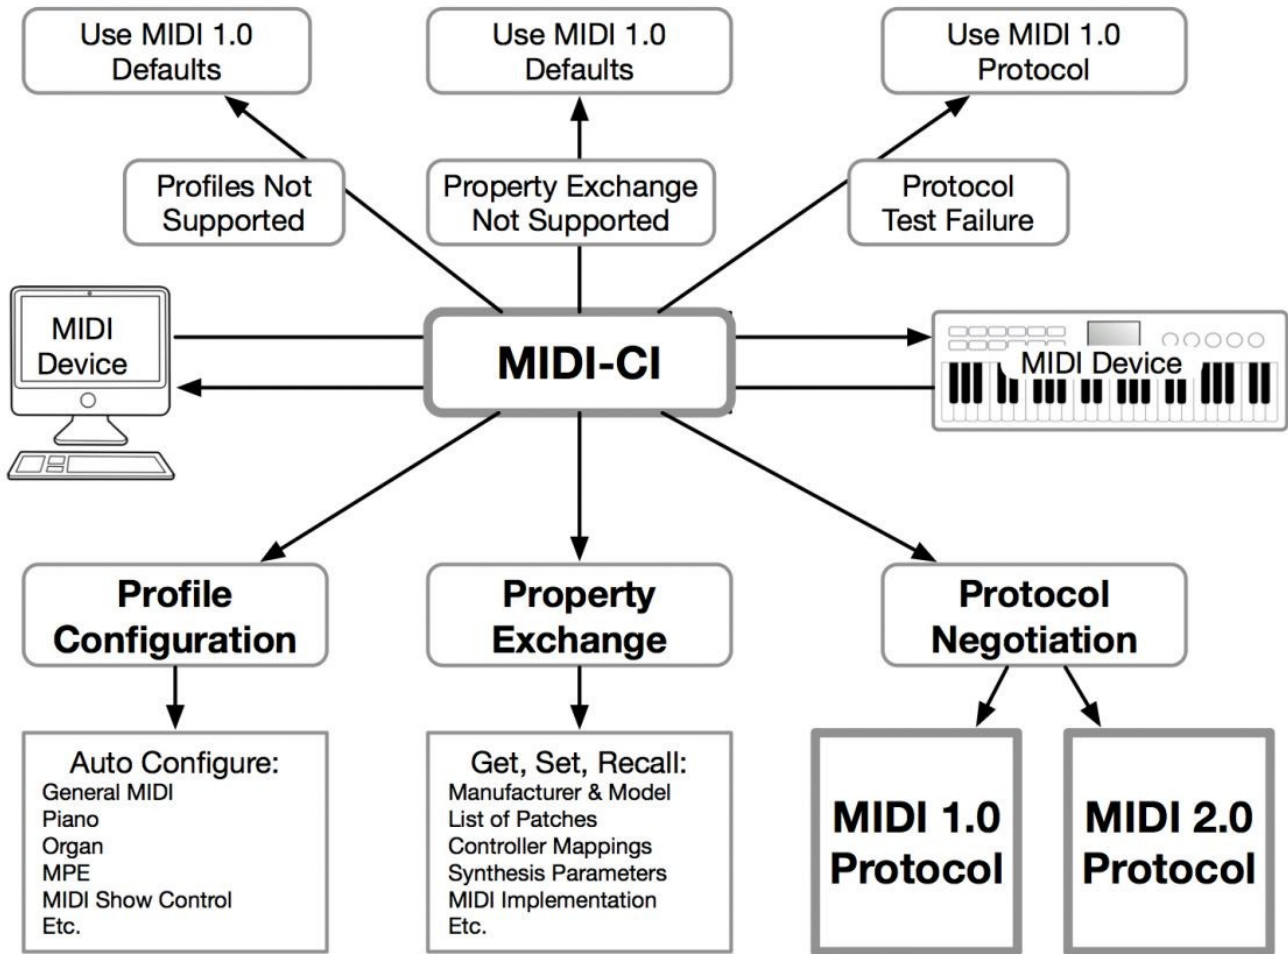 Use MIDI 1.0
Defaults
Use MIDI 1.0
Defaults
Use MIDI 1.0
Protocol
Profiles Not
Supported
Property Exchange
Not Supported
Protocol
Test Failure
MIDI
Device
MIDI-CI
MIDI Device
Profile
Configuration
Property
Exchange
Protocol
Negotiation
Auto Configure:
General MIDI
Piano
Organ
MPE
MIDI Show Control
Etc.
Get, Set, Recall:
Manufacturer & Model
List of Patches
Controller Mappings
Synthesis Parameters
MIDI Implementation
Etc.
MIDI 1.0
Protocol
MIDI 2.0
Protocol